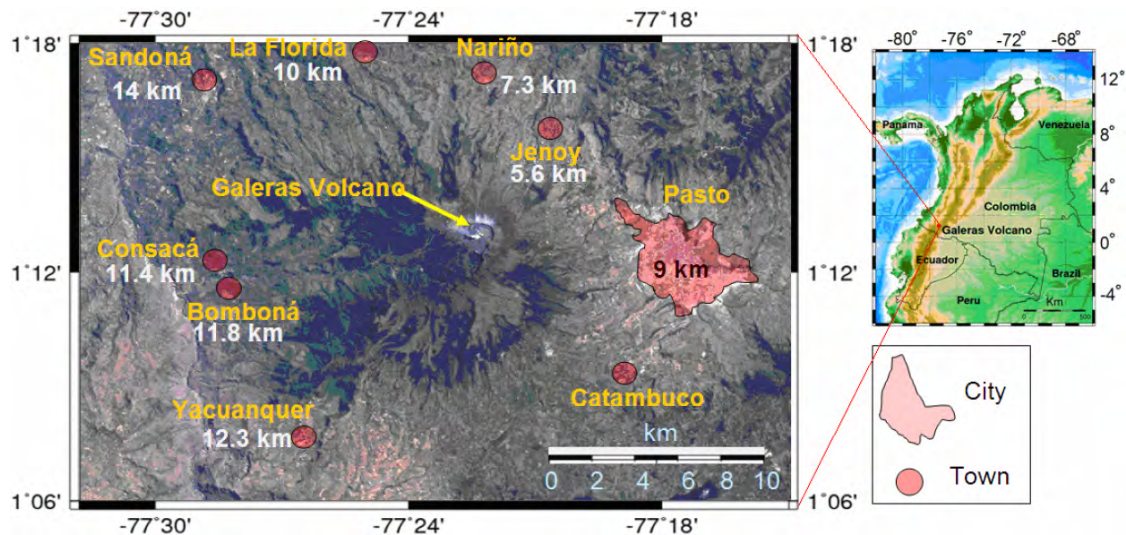 -77°30' -77°24' -77°18'
1°18'
Sandoná
14 km
La Florida
10 km
Nariño
7.3 km
Jenoy
5.6 km
Galeras Volcano
Pasto
9 km
Consacá
11.4 km
Bomboná
11.8 km
Catambuco
Yacuanquer
12.3 km
km
0 2 4 6 8 10
1°18'
1°12'
1°12'
1°06'
1°06'
-77°30' -77°24' -77°18'
-80° -76° -72° -68°
12°
8°
4°
0°
-4°
Panama
Venezuela
Colombia
Galeras Volcano
Ecuador
Brazil
Peru
Km
0 500
City
Town